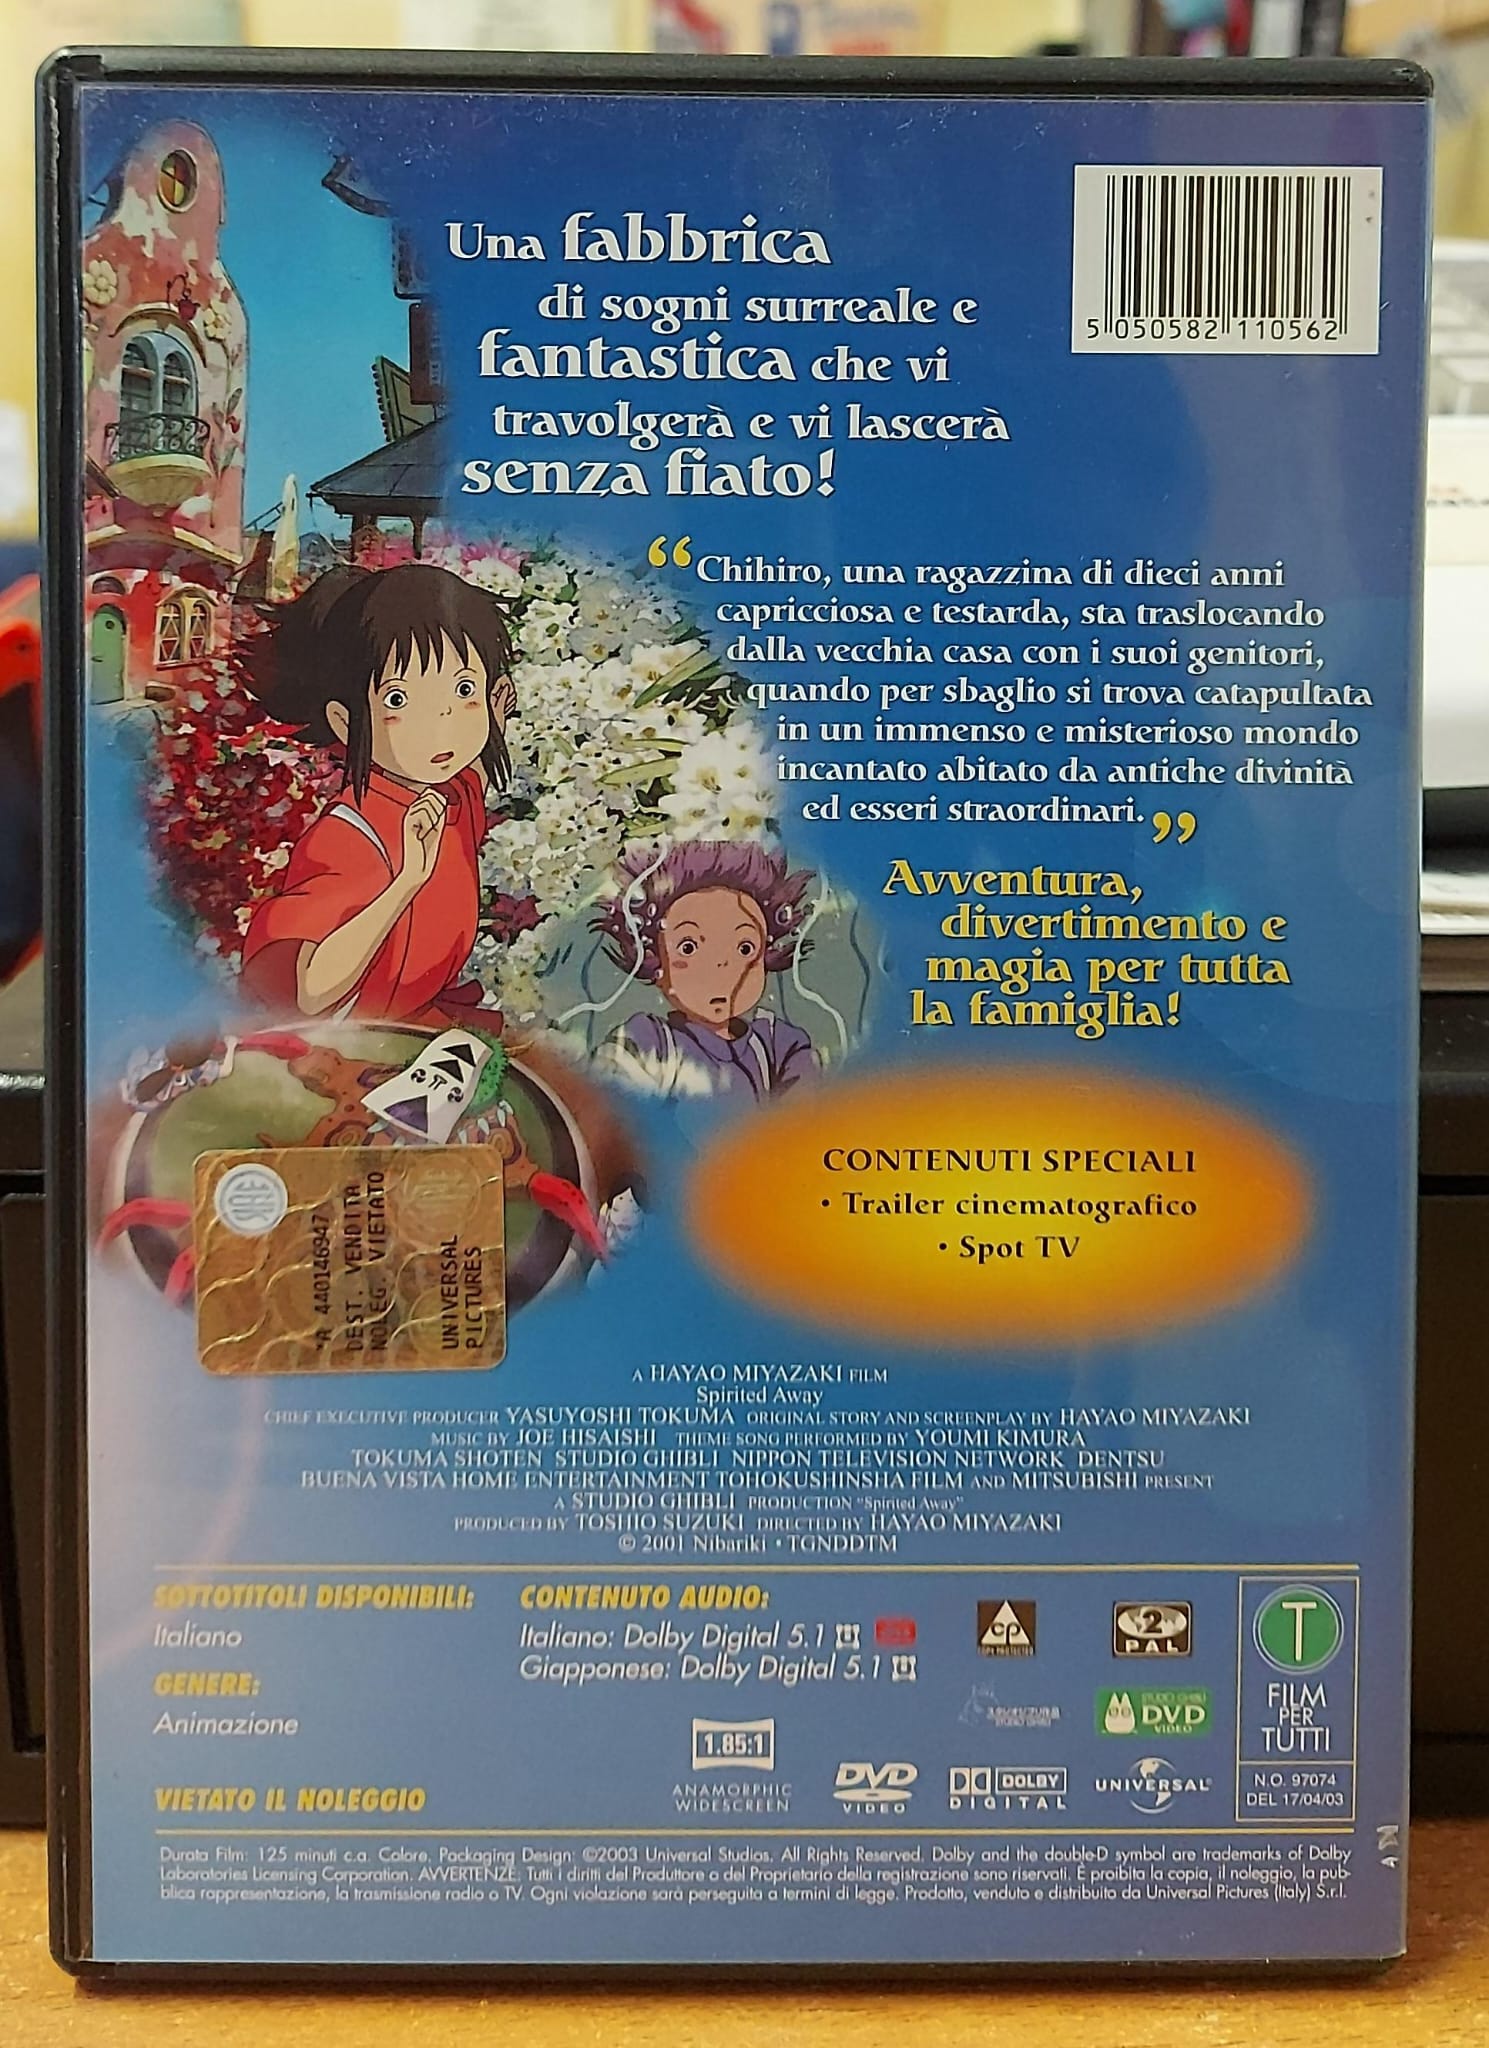 5 050582 110562
Una fabbrica
di sogni surreale e
fantastica che vi
travolgerà e vi lascerà
senza fiato!
“Chihiro, una ragazzina di dieci anni
capricciosa e testarda, sta traslocando
dalla vecchia casa con i suoi genitori,
quando per sbaglio si trova catapultata
in un immenso e misterioso mondo
incantato abitato da antiche divinità
ed esseri straordinari.”
Avventura,
divertimento e
magia per tutta
la famiglia!
CONTENUTI SPECIALI
• Trailer cinematografico
• Spot TV
SIAE
*A 440146947
DEST. VENDITA
NOLEG. VIETATO
UNIVERSAL
PICTURES
A HAYAO MIYAZAKI FILM
Spirited Away
CHIEF EXECUTIVE PRODUCER YASUYOSHI TOKUMA ORIGINAL STORY AND SCREENPLAY BY HAYAO MIYAZAKI
MUSIC BY JOE HISAISHI THEME SONG PERFORMED BY YOUMI KIMURA
TOKUMA SHOTEN STUDIO GHIBLI NIPPON TELEVISION NETWORK DENTSU
BUENA VISTA HOME ENTERTAINMENT TOHOKUSHINSHA FILM AND MITSUBISHI PRESENT
A STUDIO GHIBLI PRODUCTION "Spirited Away"
PRODUCED BY TOSHIO SUZUKI DIRECTED BY HAYAO MIYAZAKI
© 2001 Nibariki • TGNDDTM
SOTTOTITOLI DISPONIBILI:
Italiano
GENERE:
Animazione
VIETATO IL NOLEGGIO
CONTENUTO AUDIO:
Italiano: Dolby Digital 5.1
Giapponese: Dolby Digital 5.1
1.85:1
ANAMORPHIC
WIDESCREEN
DVD
VIDEO
CP
COPY PROTECTED
2
PAL
STUDIO GHIBLI
DVD
VIDEO
STUDIO GHIBLI
DOLBY
DIGITAL
UNIVERSAL
T
FILM
PER
TUTTI
N.O. 97074
DEL 17/04/03
Durata Film: 125 minuti c.a. Colore. Packaging Design: ©2003 Universal Studios. All Rights Reserved. Dolby and the double-D symbol are trademarks of Dolby
Laboratories Licensing Corporation. AVVERTENZE: Tutti i diritti del Produttore o del Proprietario della registrazione sono riservati. È proibita la copia, il noleggio, la pub-
blica rappresentazione, la trasmissione radio o TV. Ogni violazione sarà perseguita a termini di legge. Prodotto, venduto e distribuito da Universal Pictures (Italy) S.r.l.